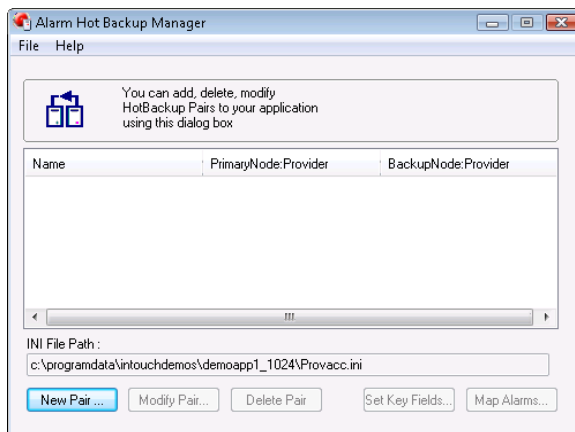 Alarm Hot Backup Manager
File Help
You can add, delete, modify
HotBackup Pairs to your application
using this dialog box
Name PrimaryNode:Provider BackupNode:Provider
INI File Path :
c:\programdata\intouchdemos\demoapp1_1024\Provacc.ini
New Pair ... Modify Pair... Delete Pair Set Key Fields... Map Alarms...